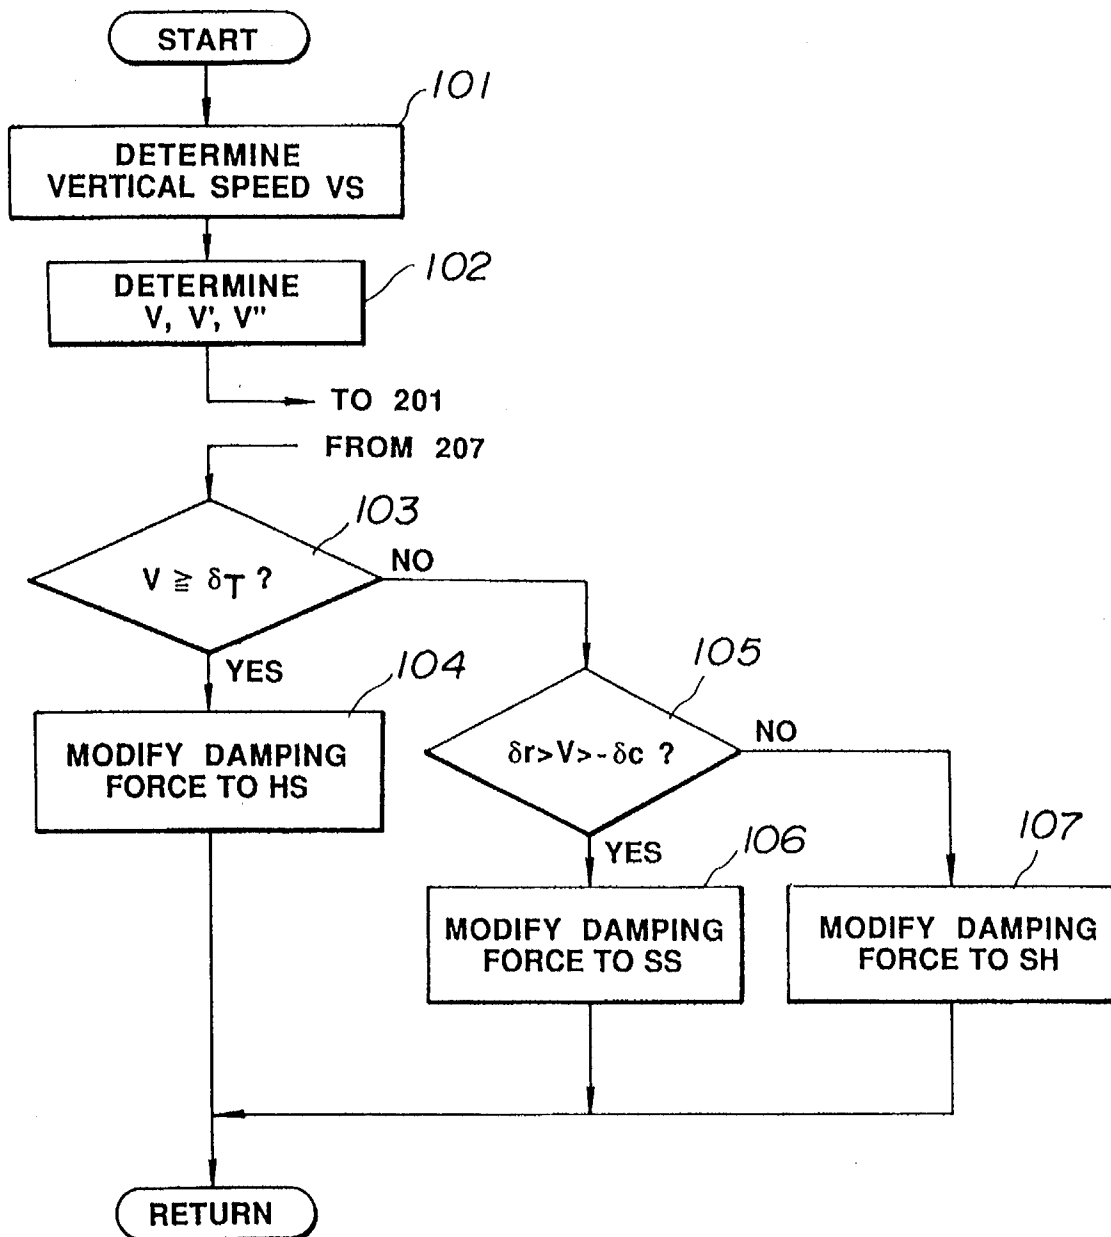 START
101
DETERMINE
VERTICAL SPEED VS
102
DETERMINE
V, V', V"
TO 201
FROM 207
103
V ≧ δT ?
NO
YES
104
MODIFY DAMPING
FORCE TO HS
105
δr>V>-δc ?
NO
YES
106
MODIFY DAMPING
FORCE TO SS
107
MODIFY DAMPING
FORCE TO SH
RETURN